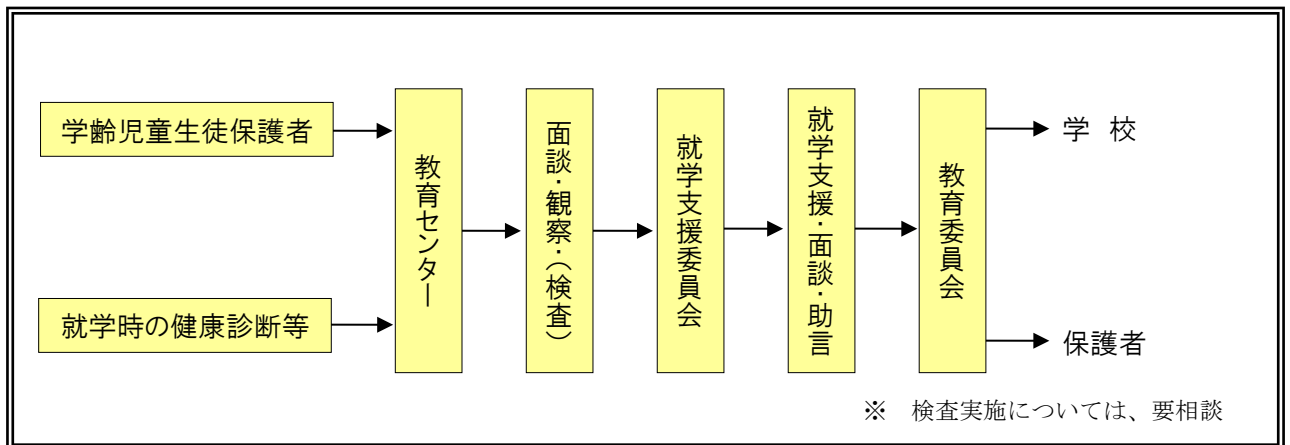 学齢児童生徒保護者
就学時の健康診断等
教育センター
面談・観察・（検査）
就学支援委員会
就学支援・面談・助言
教育委員会
学 校
保護者
※ 検査実施については、要相談